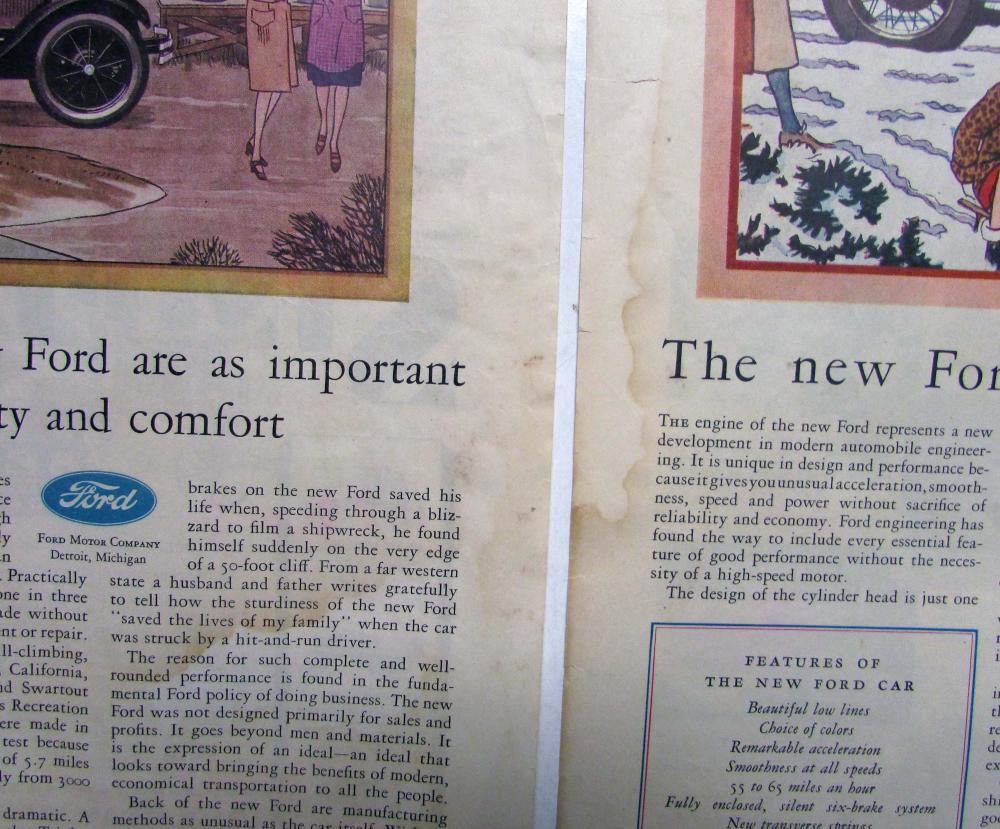 Ford are as important
ty and comfort
Ford
FORD MOTOR COMPANY
Detroit, Michigan
es
ce
gh
ly
in
. Practically
one in three
ade without
nt or repair.
ll-climbing,
, California,
nd Swartout
s Recreation
ere made in
test because
of 5.7 miles
ly from 3000
dramatic. A
brakes on the new Ford saved his
life when, speeding through a bliz-
zard to film a shipwreck, he found
himself suddenly on the very edge
of a 50-foot cliff. From a far western
state a husband and father writes gratefully
to tell how the sturdiness of the new Ford
"saved the lives of my family" when the car
was struck by a hit-and-run driver.
The reason for such complete and well-
rounded performance is found in the funda-
mental Ford policy of doing business. The new
Ford was not designed primarily for sales and
profits. It goes beyond men and materials. It
is the expression of an ideal—an ideal that
looks toward bringing the benefits of modern,
economical transportation to all the people.
Back of the new Ford are manufacturing
methods as unusual as the car itself.
The new For
THE engine of the new Ford represents a new
development in modern automobile engineer-
ing. It is unique in design and performance be-
cause it gives you unusual acceleration, smooth-
ness, speed and power without sacrifice of
reliability and economy. Ford engineering has
found the way to include every essential fea-
ture of good performance without the neces-
sity of a high-speed motor.
The design of the cylinder head is just one
FEATURES OF
THE NEW FORD CAR
Beautiful low lines
Choice of colors
Remarkable acceleration
Smoothness at all speeds
55 to 65 miles an hour
Fully enclosed, silent six-brake system
New transverse springs